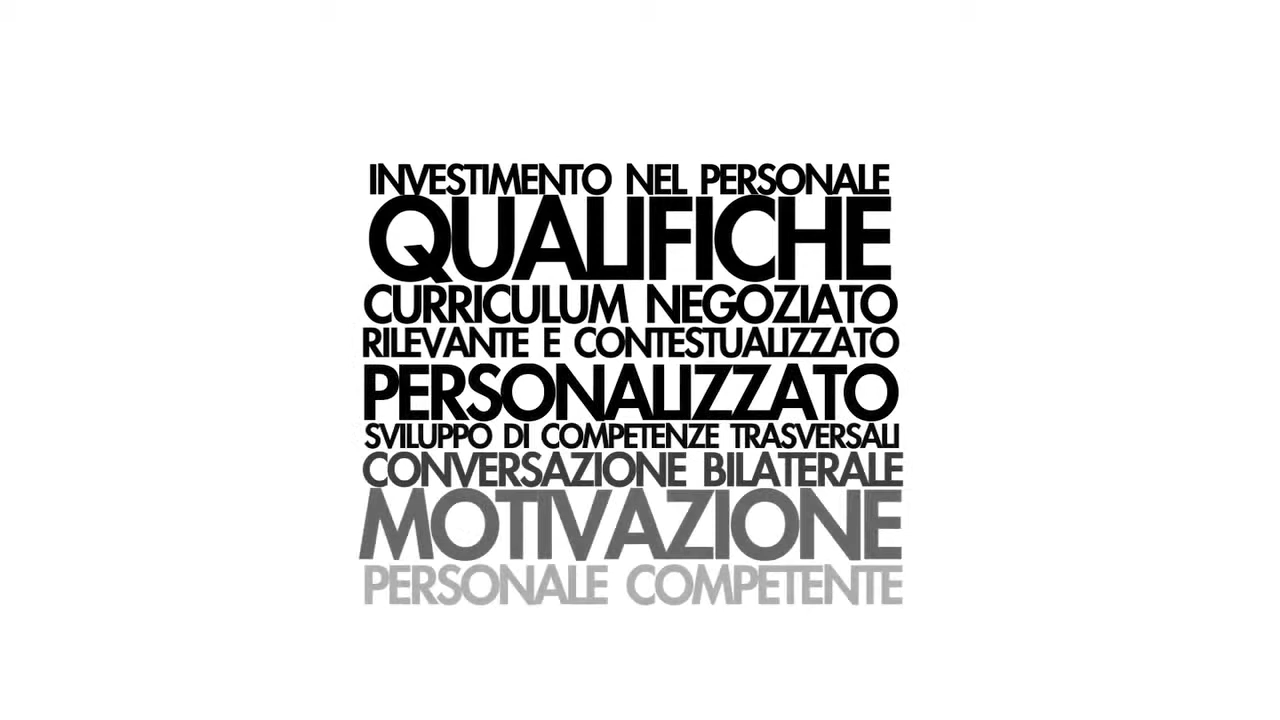 INVESTIMENTO NEL PERSONALE
QUALIFICHE
CURRICULUM NEGOZIATO
RILEVANTE E CONTESTUALIZZATO
PERSONALIZZATO
SVILUPPO DI COMPETENZE TRASVERSALI
CONVERSAZIONE BILATERALE
MOTIVAZIONE
PERSONALE COMPETENTE